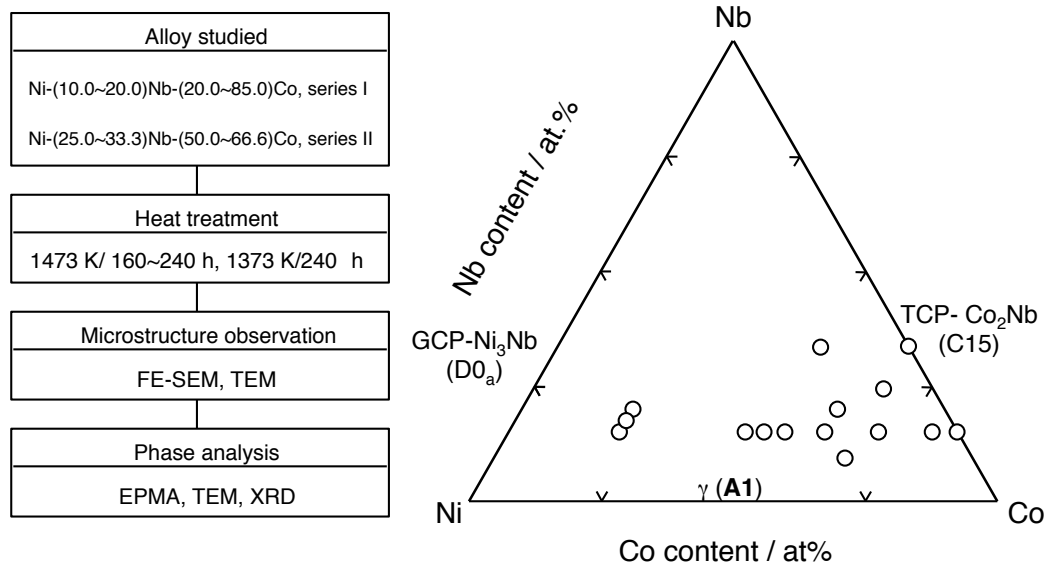 Alloy studied
Ni-(10.0~20.0)Nb-(20.0~85.0)Co, series I
Ni-(25.0~33.3)Nb-(50.0~66.6)Co, series II
Heat treatment
1473 K/ 160~240 h, 1373 K/240 h
Microstructure observation
FE-SEM, TEM
Phase analysis
EPMA, TEM, XRD
Nb
Nb content / at.%
GCP-Ni₃Nb
(D0ₐ)
TCP- Co₂Nb
(C15)
γ (A1)
Ni
Co
Co content / at%